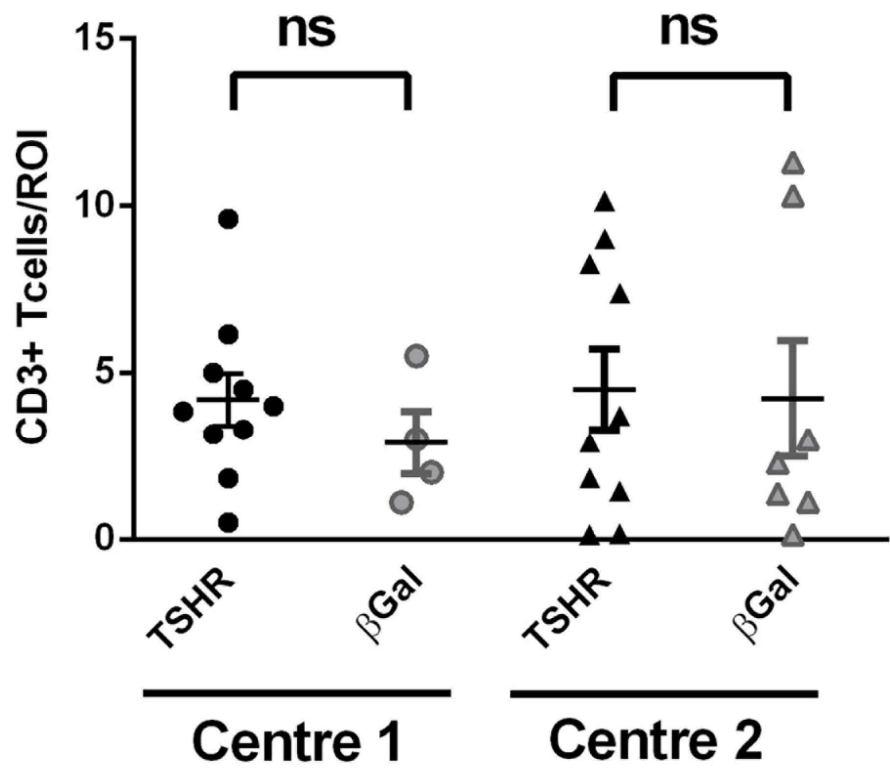 ns ns
15
10
5
0
CD3+ Tcells/ROI
TSHR βGal TSHR βGal
Centre 1 Centre 2